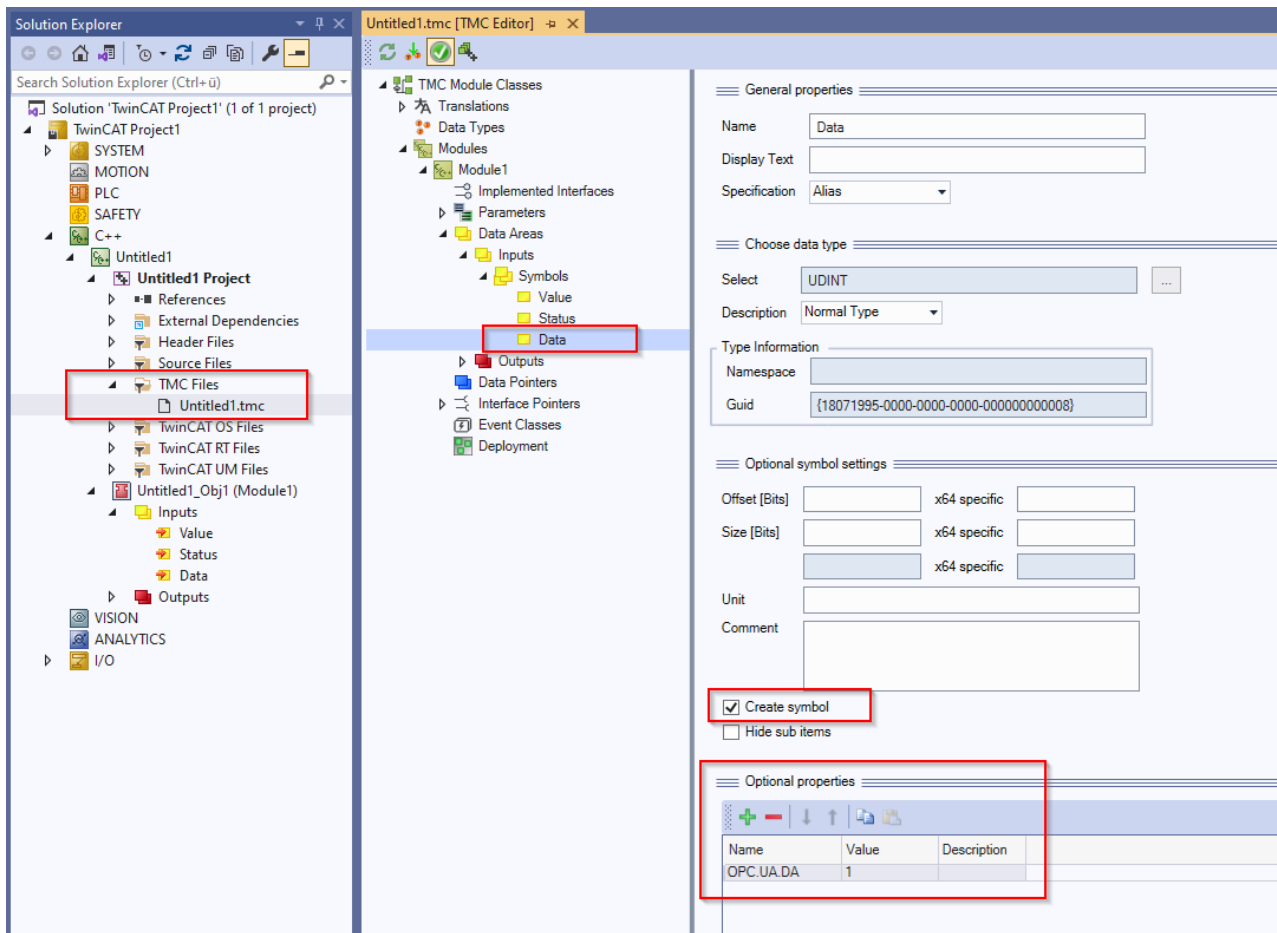 Solution Explorer
Search Solution Explorer (Ctrl+ü)
Solution 'TwinCAT Project1' (1 of 1 project)
TwinCAT Project1
SYSTEM
MOTION
PLC
SAFETY
C++
Untitled1
Untitled1 Project
References
External Dependencies
Header Files
Source Files
TMC Files
Untitled1.tmc
TwinCAT OS Files
TwinCAT RT Files
TwinCAT UM Files
Untitled1_Obj1 (Module1)
Inputs
Value
Status
Data
Outputs
VISION
ANALYTICS
I/O
Untitled1.tmc [TMC Editor]
TMC Module Classes
Translations
Data Types
Modules
Module1
Implemented Interfaces
Parameters
Data Areas
Inputs
Symbols
Value
Status
Data
Outputs
Data Pointers
Interface Pointers
Event Classes
Deployment
General properties
Name Data
Display Text
Specification Alias
Choose data type
Select UDINT ...
Description Normal Type
Type Information
Namespace
Guid {18071995-0000-0000-0000-000000000008}
Optional symbol settings
Offset [Bits] x64 specific
Size [Bits] x64 specific
x64 specific
Unit
Comment
Create symbol
Hide sub items
Optional properties
Name Value Description
OPC.UA.DA 1